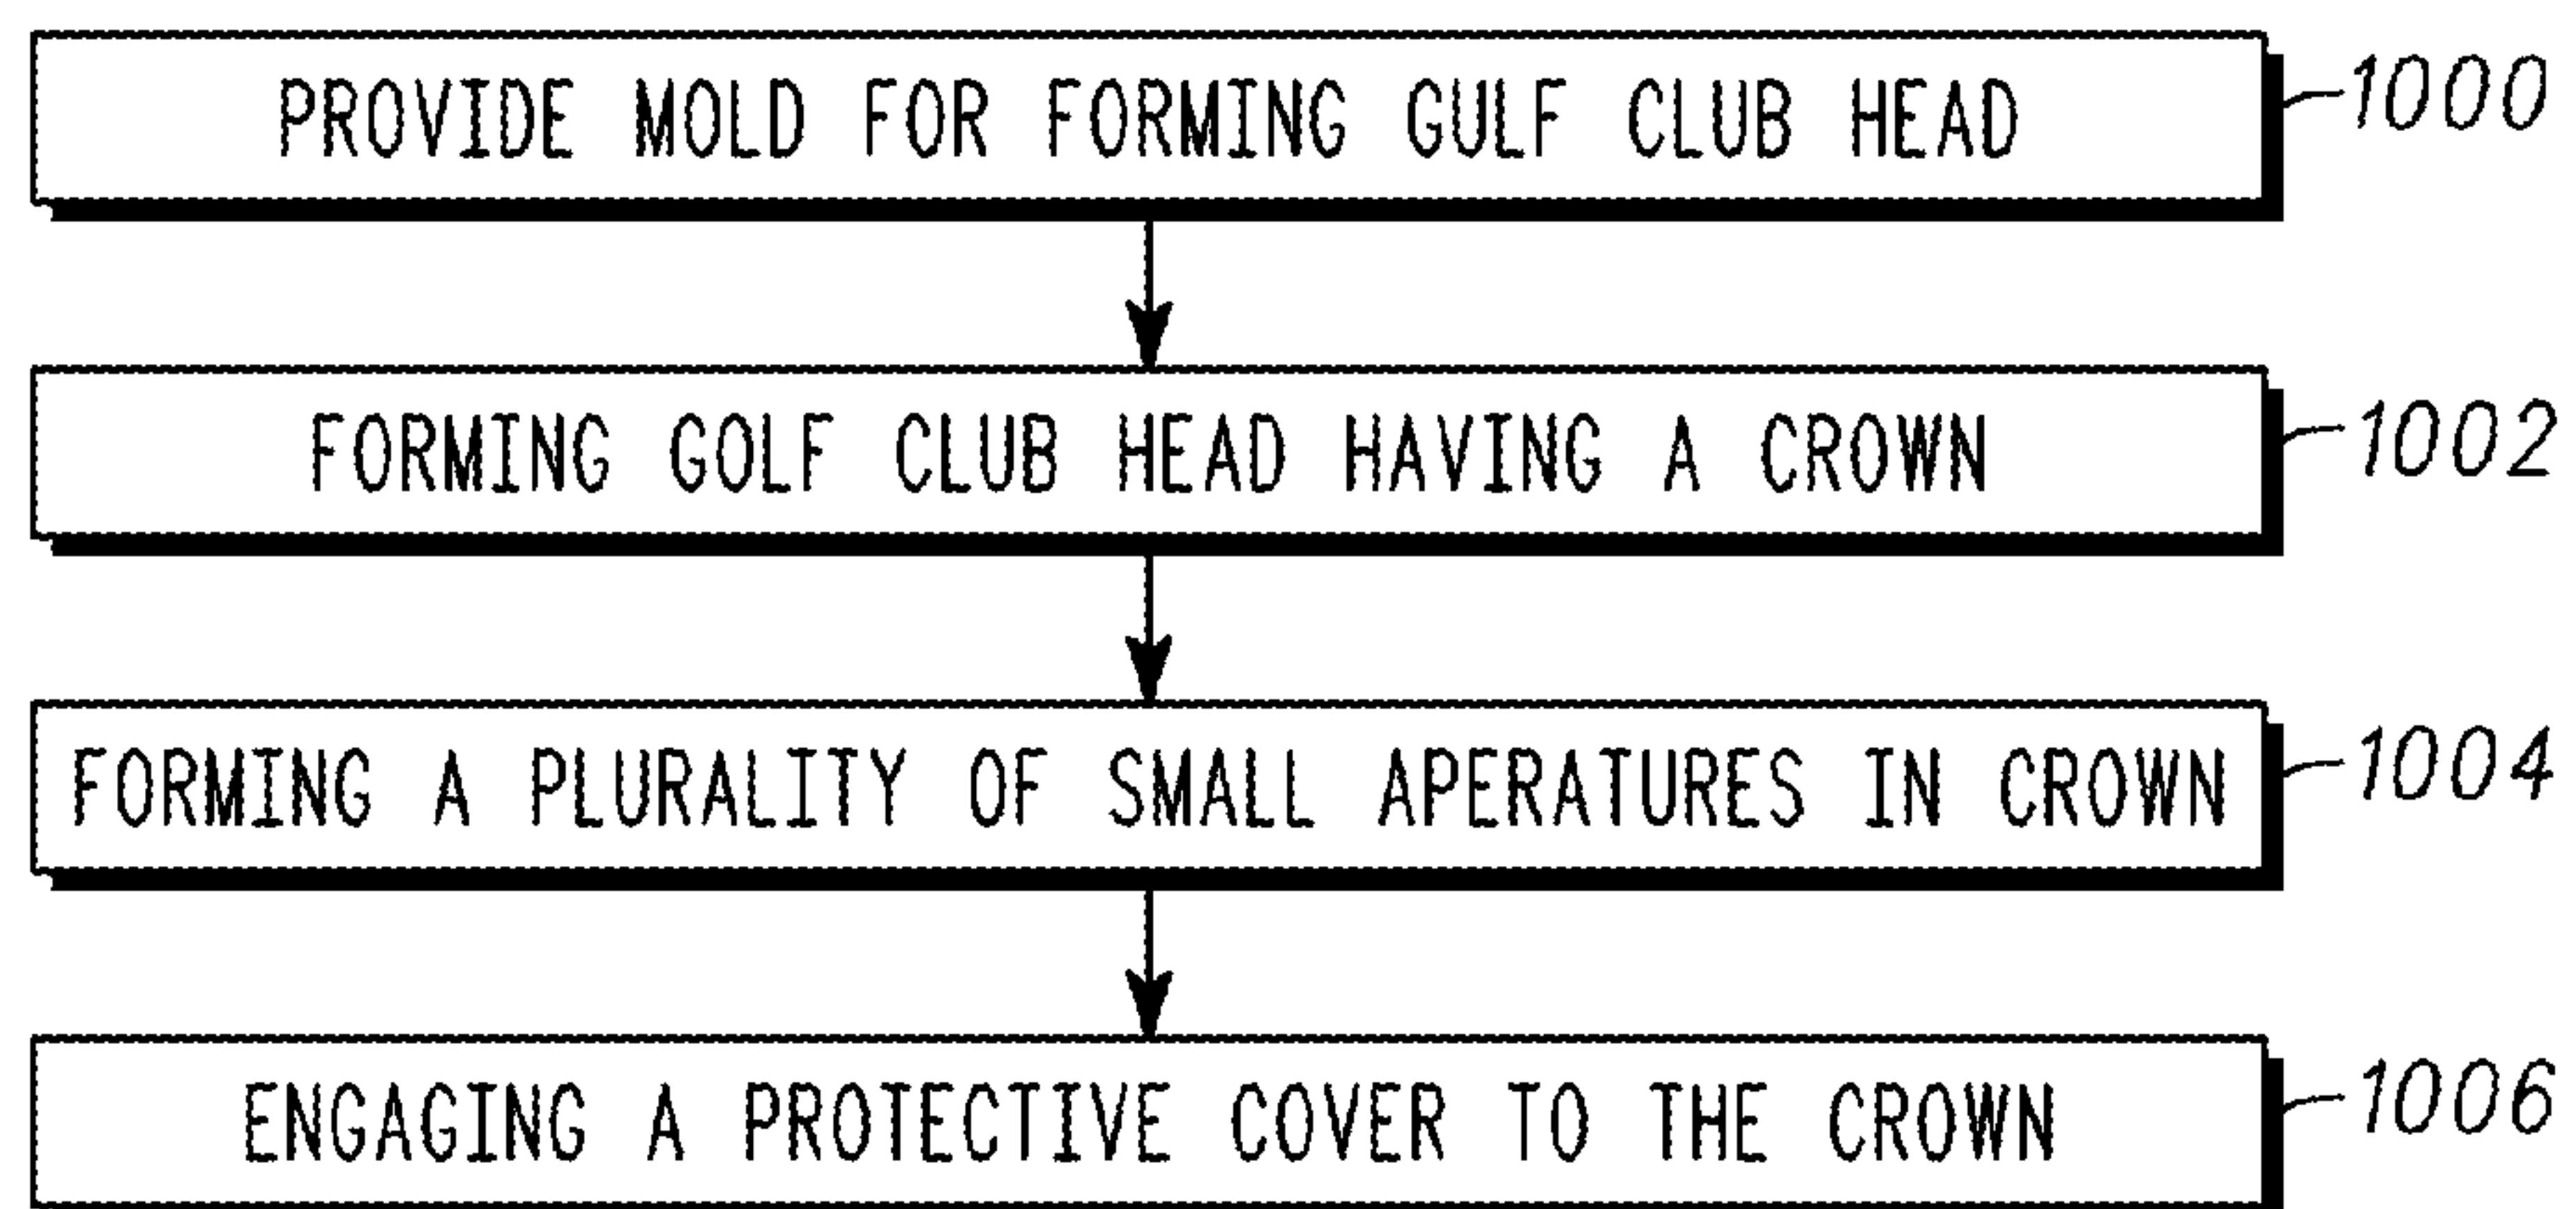 PROVIDE MOLD FOR FORMING GULF CLUB HEAD 1000
FORMING GOLF CLUB HEAD HAVING A CROWN 1002
FORMING A PLURALITY OF SMALL APERATURES IN CROWN 1004
ENGAGING A PROTECTIVE COVER TO THE CROWN 1006